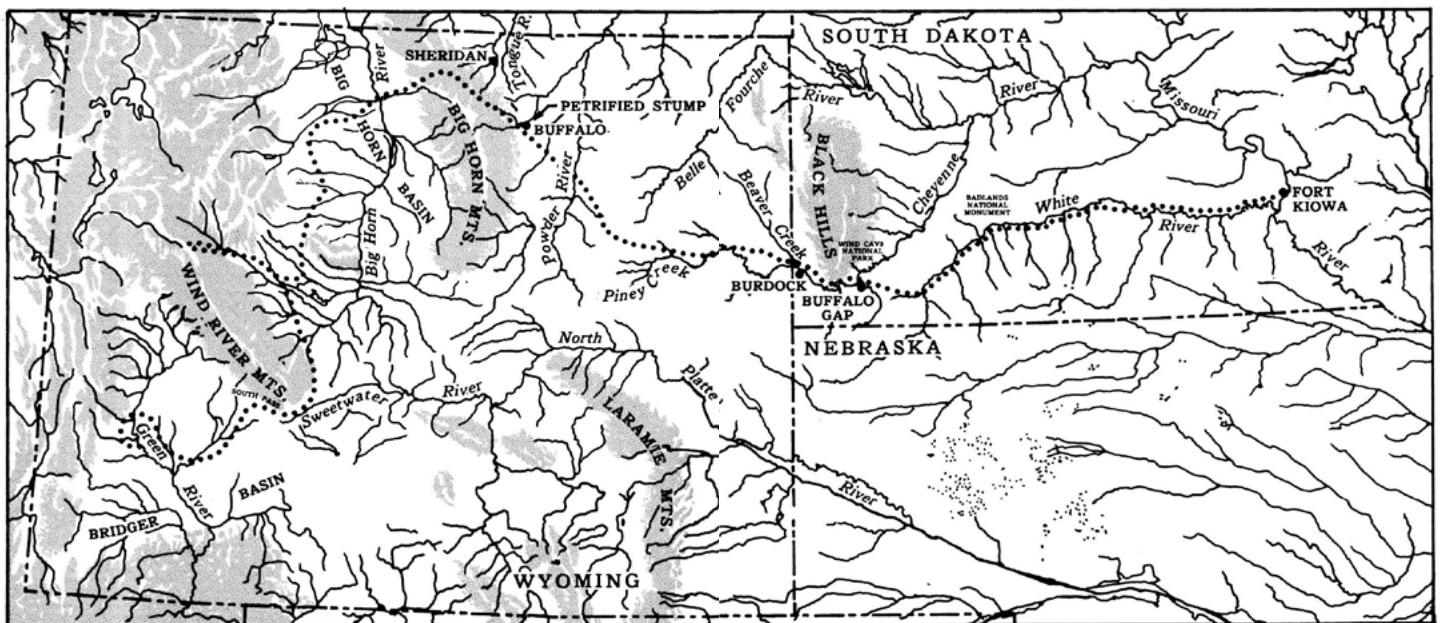 SOUTH DAKOTA
SHERIDAN
Tongue R.
BIG
HORN
BASIN
River
Big Horn
PETRIFIED STUMP
BUFFALO
BIG HORN MTS.
Powder River
Belle
Fourche
River
River
Missouri
River
BLACK HILLS
Beaver Creek
Cheyenne
BADLANDS
NATIONAL
MONUMENT
White
River
FORT
KIOWA
WIND CAVE
NATIONAL
PARK
Piney Creek
BURDOCK
BUFFALO
GAP
NEBRASKA
WIND RIVER MTS.
SOUTH PASS
Sweetwater
River
North
Platte
River
LARAMIE
MTS.
Green
River
BRIDGER
BASIN
WYOMING